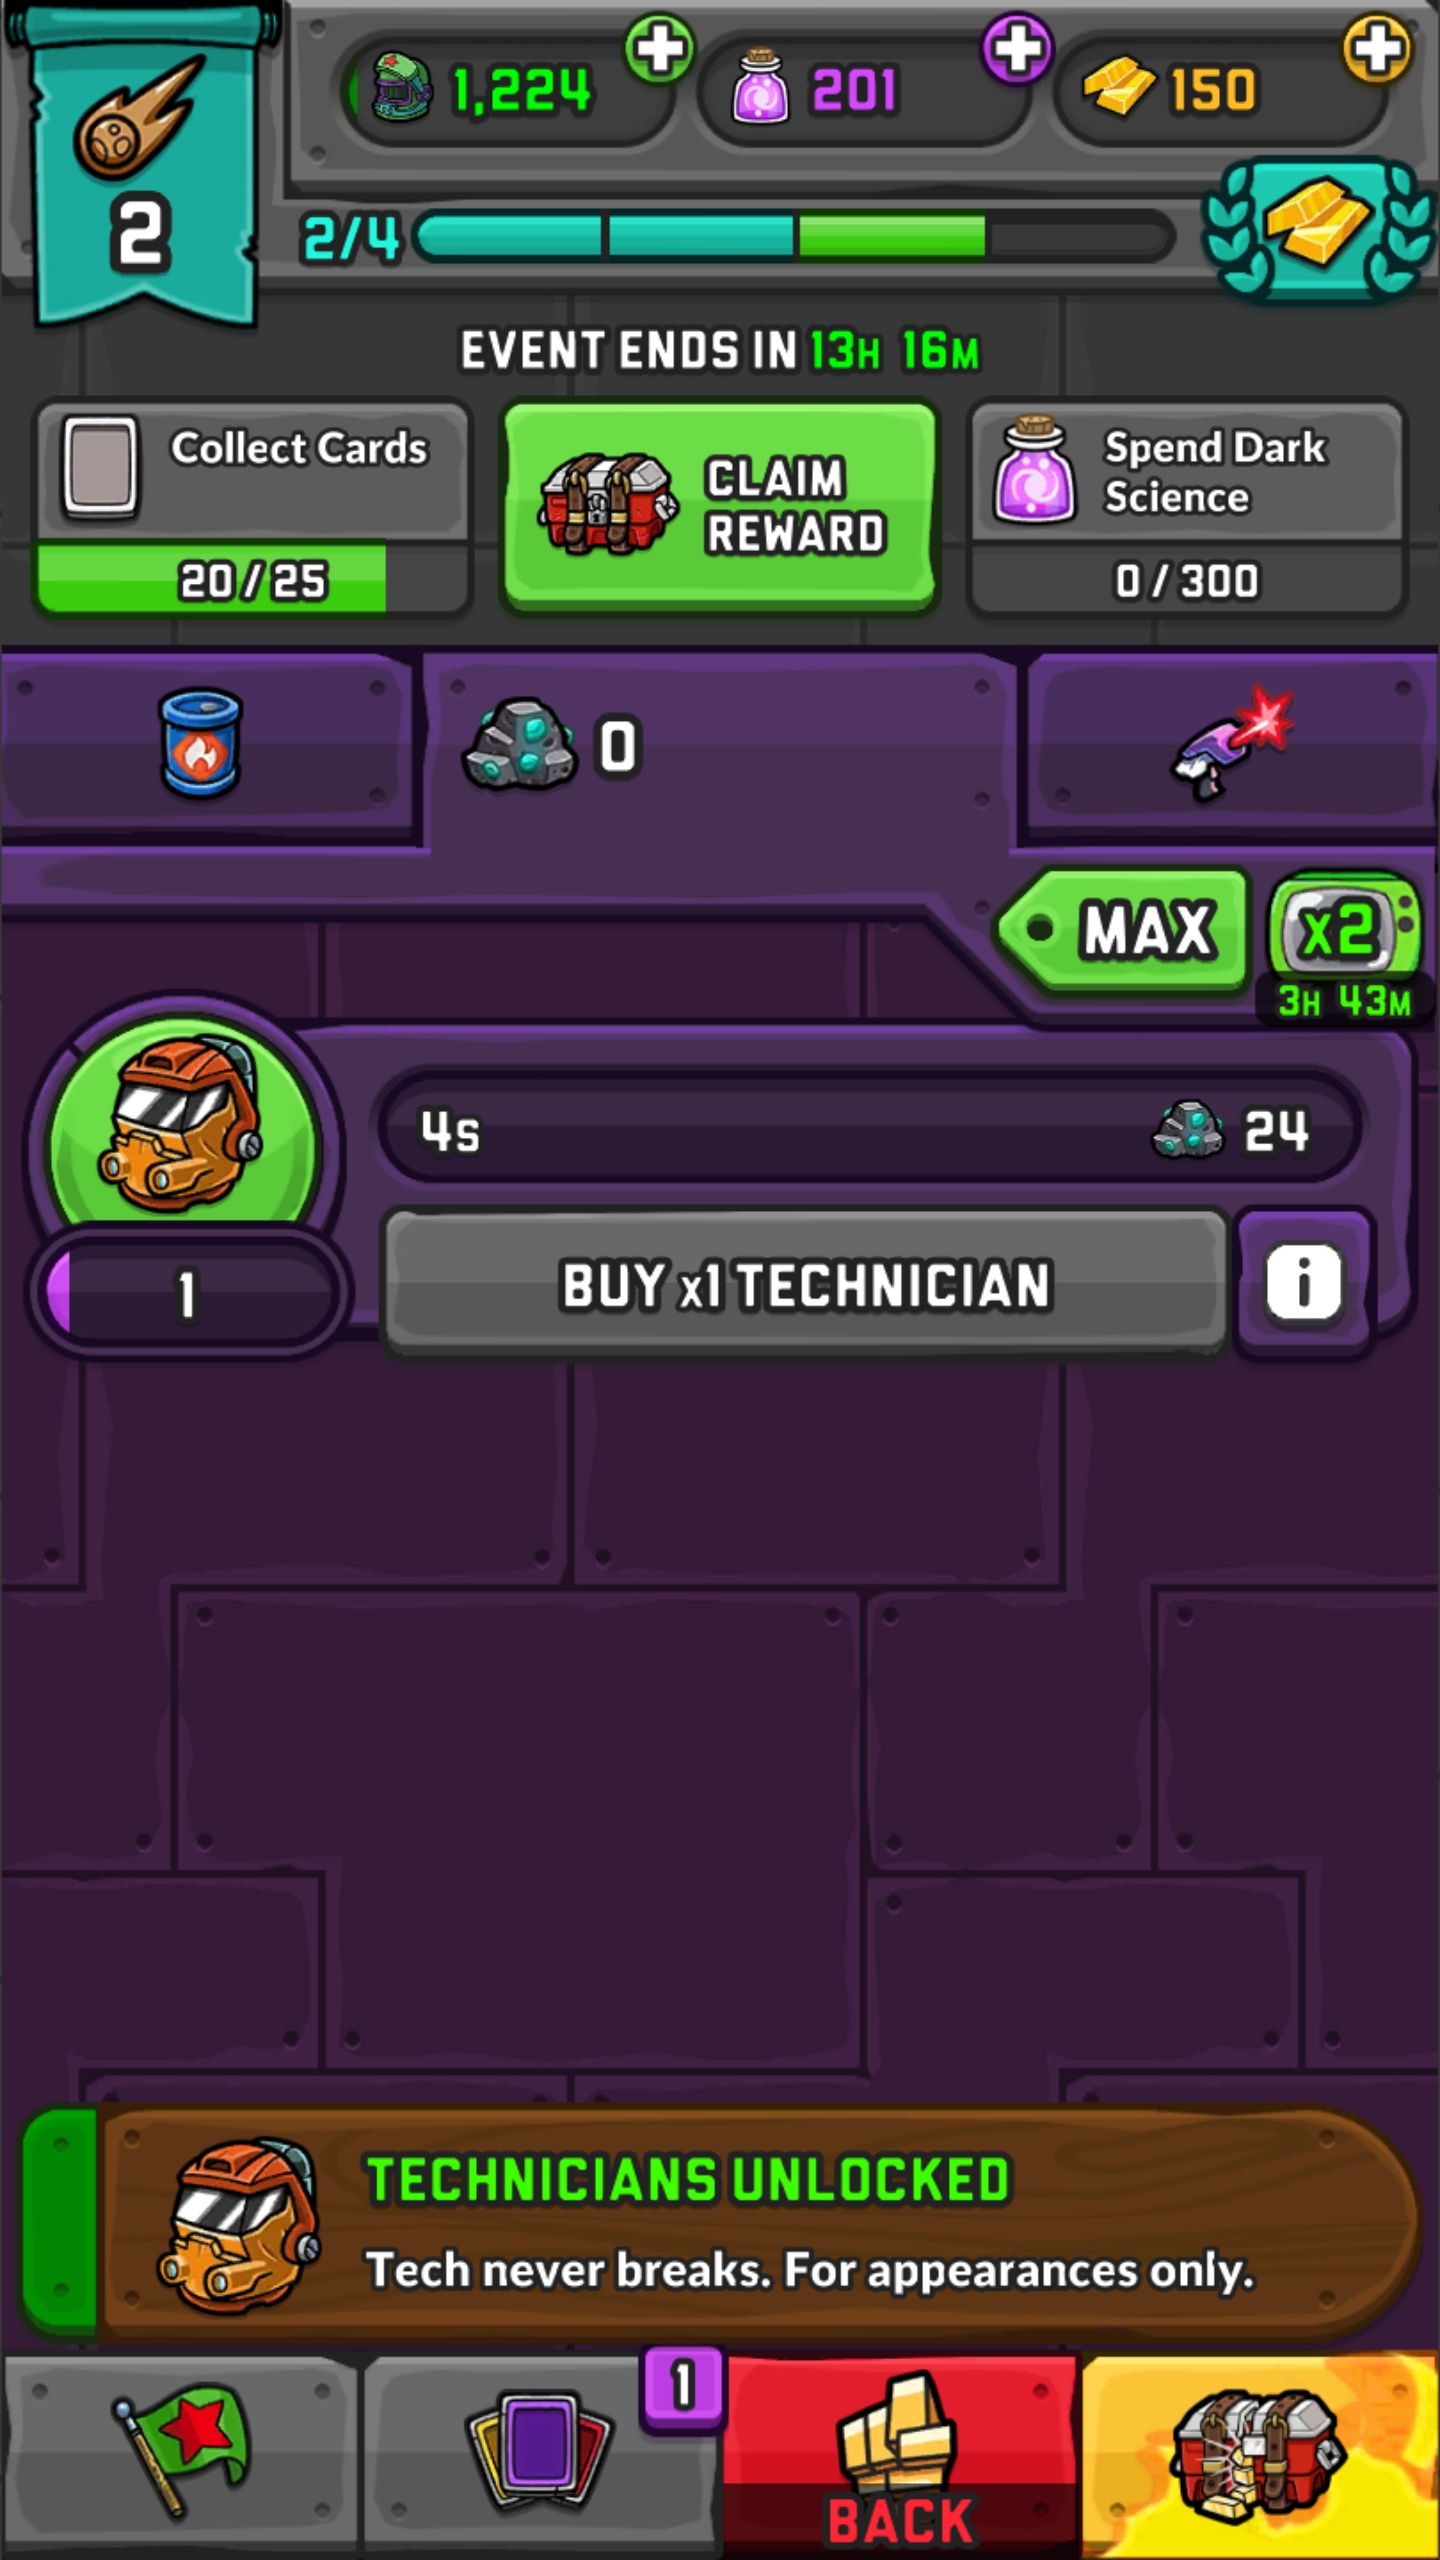 1,224
201
150
2
2/4
EVENT ENDS IN 13H 16M
Collect Cards
20/25
CLAIM
REWARD
Spend Dark
Science
0/300
0
MAX
x2
3H 43M
4s
24
1
BUY x1 TECHNICIAN
i
TECHNICIANS UNLOCKED
Tech never breaks. For appearances only.
1
BACK